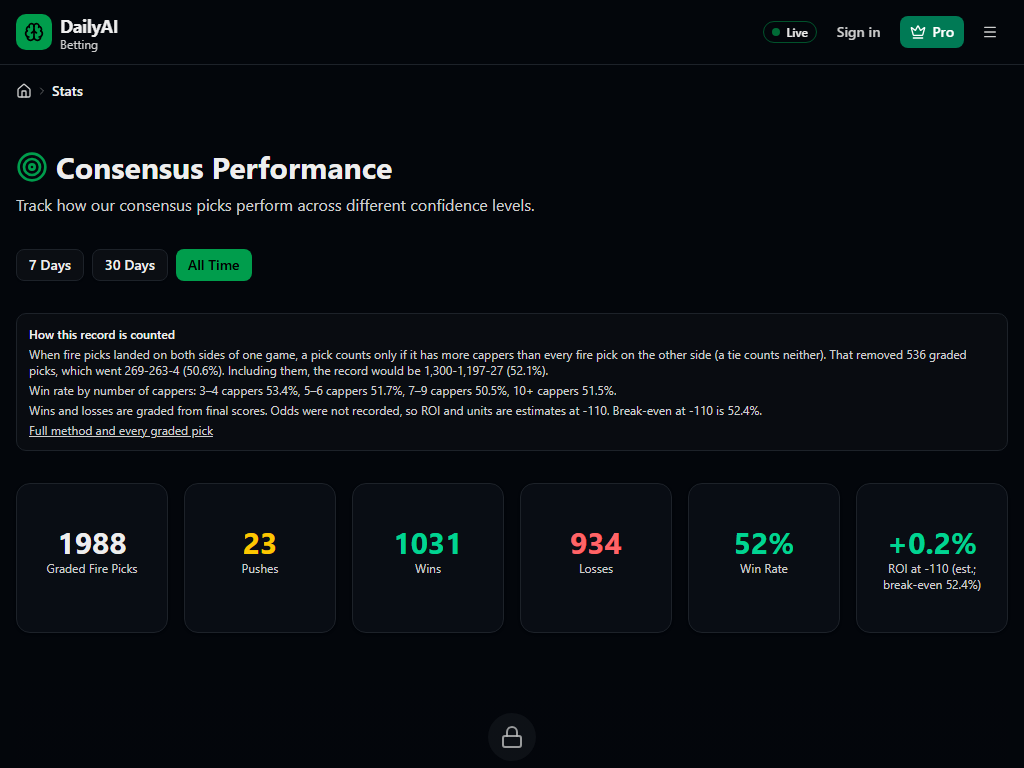 DailyAI
Betting
Live
Sign in
Pro
Stats
Consensus Performance
Track how our consensus picks perform across different confidence levels.
7 Days
30 Days
All Time
How this record is counted
When fire picks landed on both sides of one game, a pick counts only if it has more cappers than every fire pick on the other side (a tie counts neither). That removed 536 graded
picks, which went 269-263-4 (50.6%). Including them, the record would be 1,300-1,197-27 (52.1%).
Win rate by number of cappers: 3–4 cappers 53.4%, 5–6 cappers 51.7%, 7–9 cappers 50.5%, 10+ cappers 51.5%.
Wins and losses are graded from final scores. Odds were not recorded, so ROI and units are estimates at -110. Break-even at -110 is 52.4%.
Full method and every graded pick
1988
Graded Fire Picks
23
Pushes
1031
Wins
934
Losses
52%
Win Rate
+0.2%
ROI at -110 (est.;
break-even 52.4%)